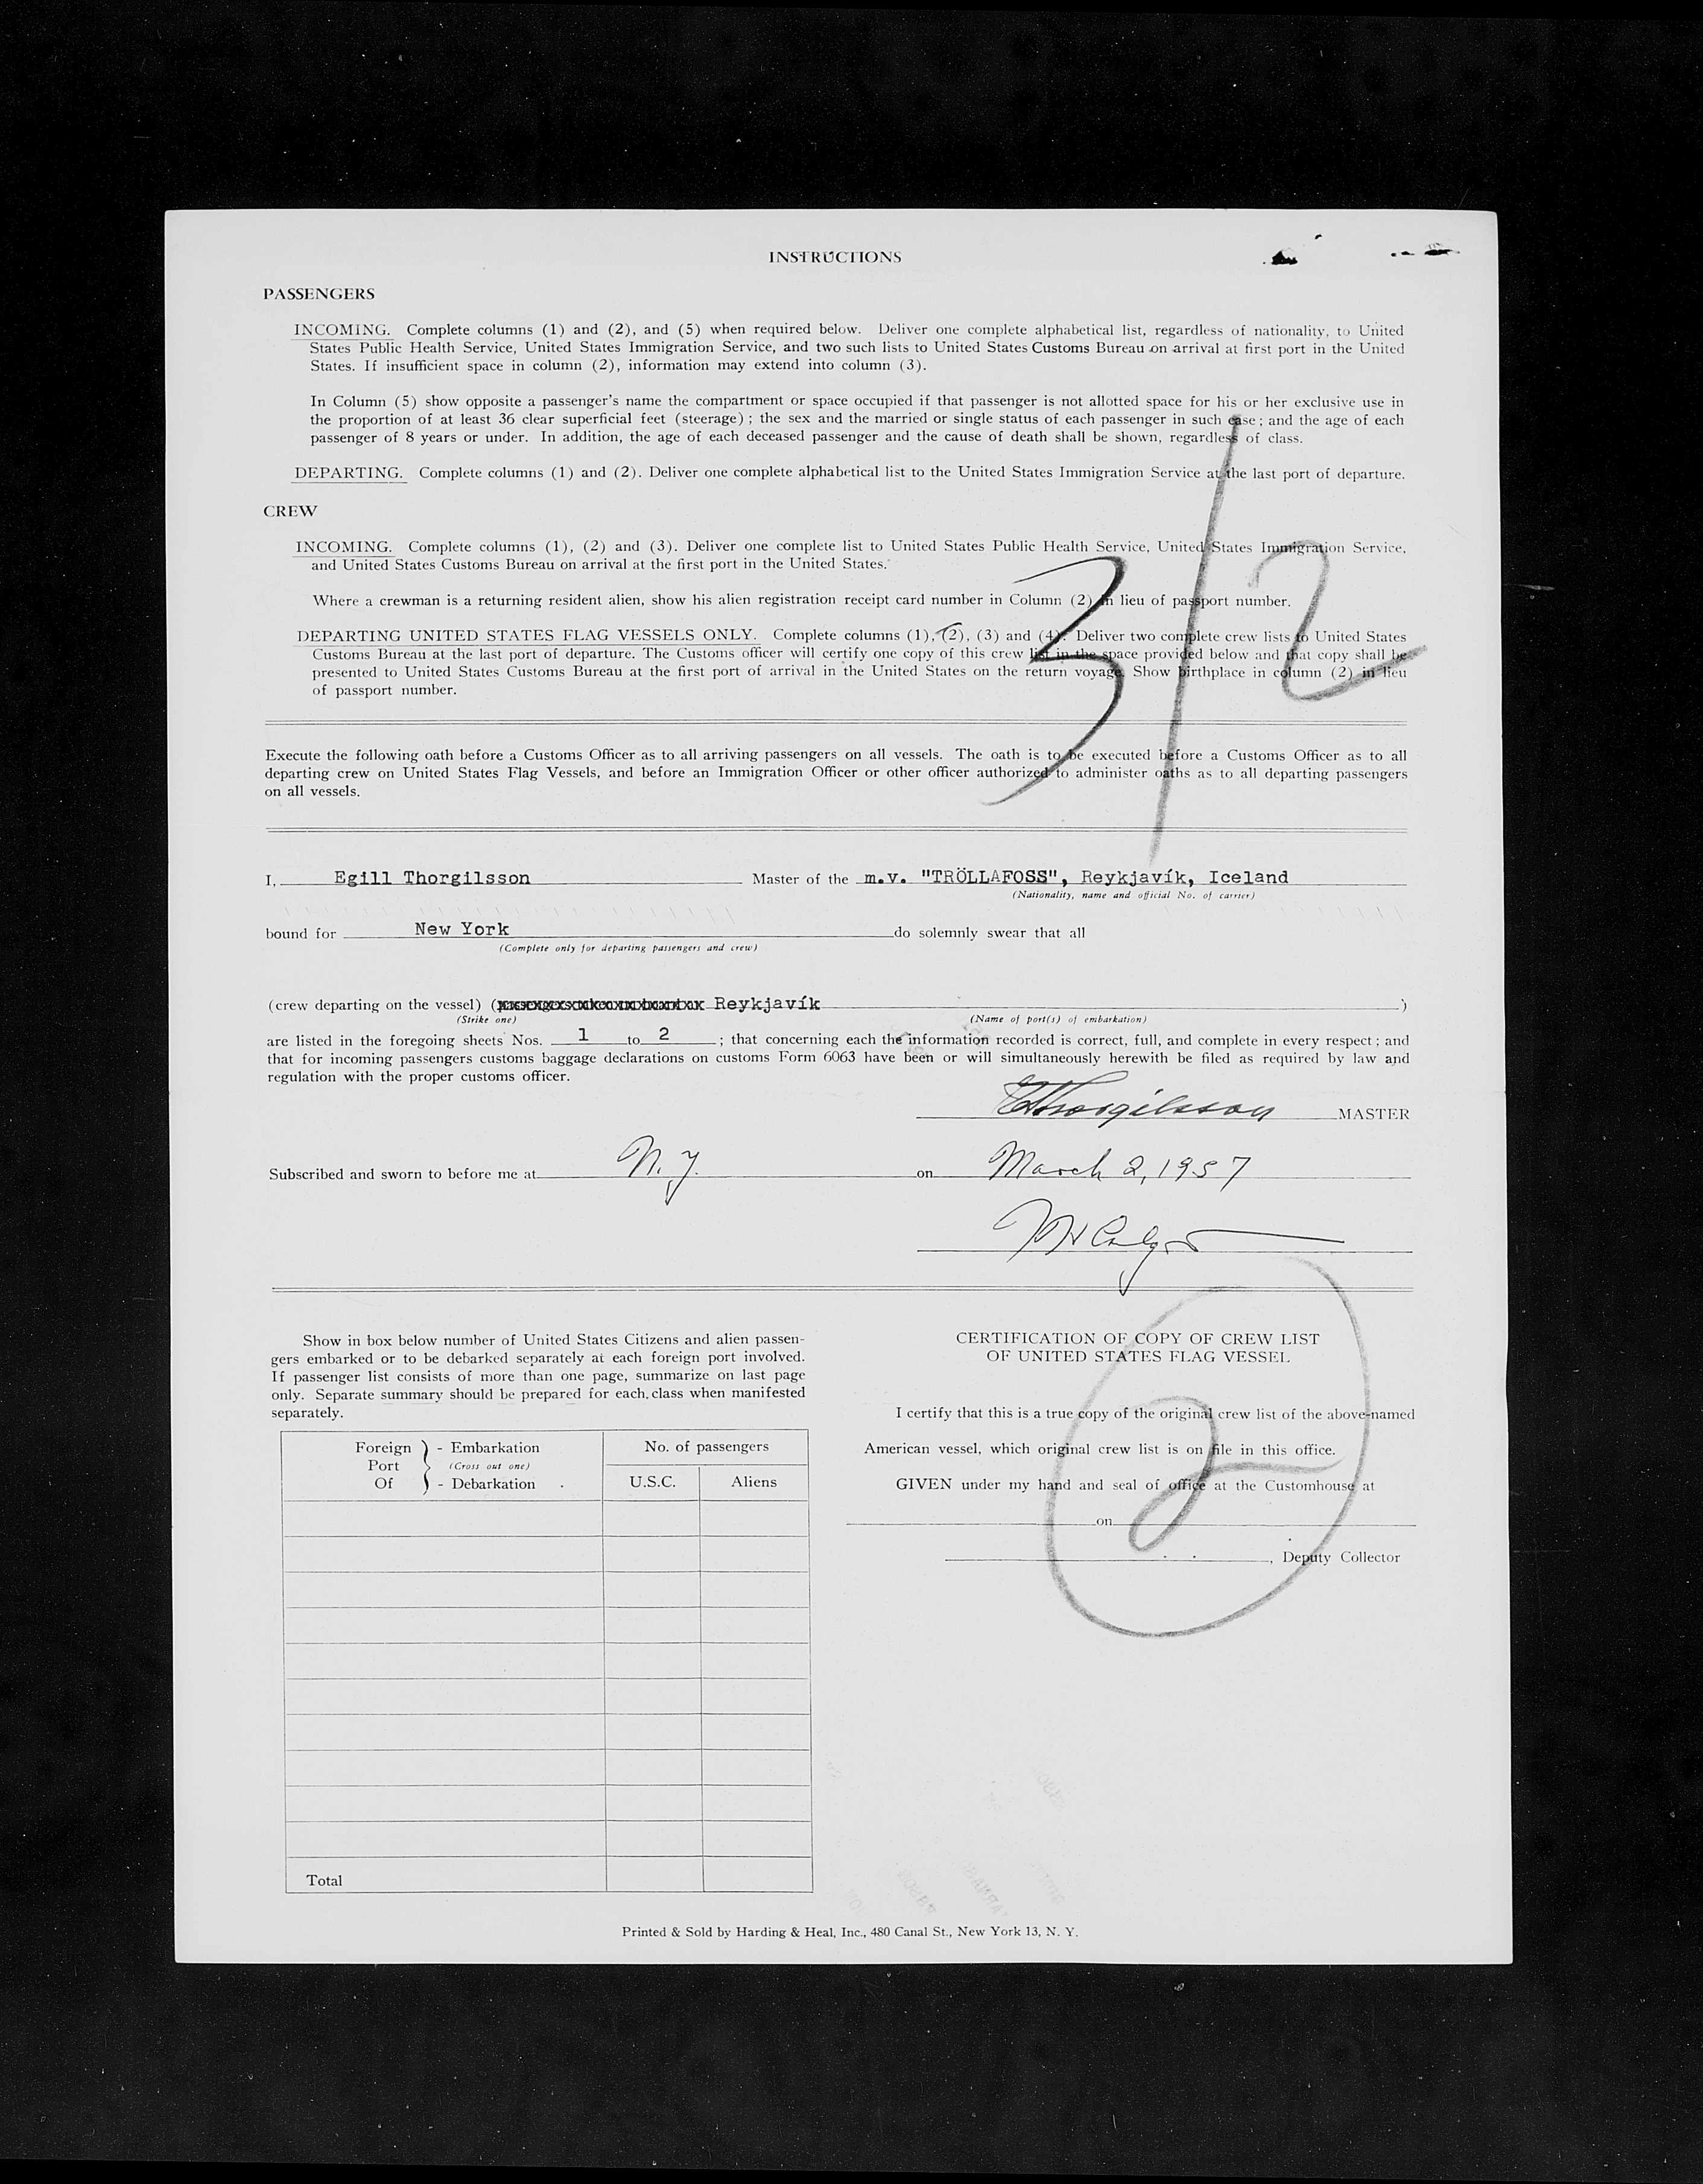 INSTRUCTIONS
PASSENGERS
INCOMING. Complete columns (1) and (2), and (5) when required below. Deliver one complete alphabetical list, regardless of nationality, to United
States Public Health Service, United States Immigration Service, and two such lists to United States Customs Bureau on arrival at first port in the United
States. If insufficient space in column (2), information may extend into column (3).
In Column (5) show opposite a passenger's name the compartment or space occupied if that passenger is not allotted space for his or her exclusive use in
the proportion of at least 36 clear superficial feet (steerage); the sex and the married or single status of each passenger in such case; and the age of each
passenger of 8 years or under. In addition, the age of each deceased passenger and the cause of death shall be shown, regardless of class.
DEPARTING. Complete columns (1) and (2). Deliver one complete alphabetical list to the United States Immigration Service at the last port of departure.
CREW
INCOMING. Complete columns (1), (2) and (3). Deliver one complete list to United States Public Health Service, United States Immigration Service,
and United States Customs Bureau on arrival at the first port in the United States.
Where a crewman is a returning resident alien, show his alien registration receipt card number in Column (2) in lieu of passport number.
DEPARTING UNITED STATES FLAG VESSELS ONLY. Complete columns (1), (2), (3) and (4). Deliver two complete crew lists to United States
Customs Bureau at the last port of departure. The Customs officer will certify one copy of this crew list in the space provided below and that copy shall be
presented to United States Customs Bureau at the first port of arrival in the United States on the return voyage. Show birthplace in column (2) in lieu
of passport number.
3/2
Execute the following oath before a Customs Officer as to all arriving passengers on all vessels. The oath is to be executed before a Customs Officer as to all
departing crew on United States Flag Vessels, and before an Immigration Officer or other officer authorized to administer oaths as to all departing passengers
on all vessels.
I, Egill Thorgilsson Master of the m.v. "TRÖLLAFOSS", Reykjavík, Iceland
(Nationality, name and official No. of carrier)
bound for New York do solemnly swear that all
(Complete only for departing passengers and crew)
(crew departing on the vessel) ( Reykjavík )
(Strike one) (Name of port(s) of embarkation)
are listed in the foregoing sheets Nos. 1 to 2 ; that concerning each the information recorded is correct, full, and complete in every respect; and
that for incoming passengers customs baggage declarations on customs Form 6063 have been or will simultaneously herewith be filed as required by law and
regulation with the proper customs officer.
EThorgilsson MASTER
Subscribed and sworn to before me at N.Y. on March 2, 1957
Show in box below number of United States Citizens and alien passen-
gers embarked or to be debarked separately at each foreign port involved.
If passenger list consists of more than one page, summarize on last page
only. Separate summary should be prepared for each class when manifested
separately.
Foreign Port Of } - Embarkation (Cross out one) - Debarkation
No. of passengers
U.S.C. Aliens
Total
CERTIFICATION OF COPY OF CREW LIST
OF UNITED STATES FLAG VESSEL
I certify that this is a true copy of the original crew list of the above-named
American vessel, which original crew list is on file in this office.
GIVEN under my hand and seal of office at the Customhouse at
on
, Deputy Collector
2
Printed & Sold by Harding & Heal, Inc., 480 Canal St., New York 13, N. Y.